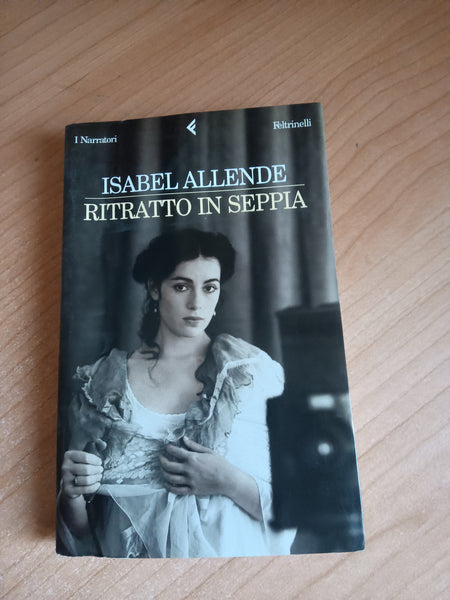 I Narratori
Feltrinelli
ISABEL ALLENDE
RITRATTO IN SEPPIA